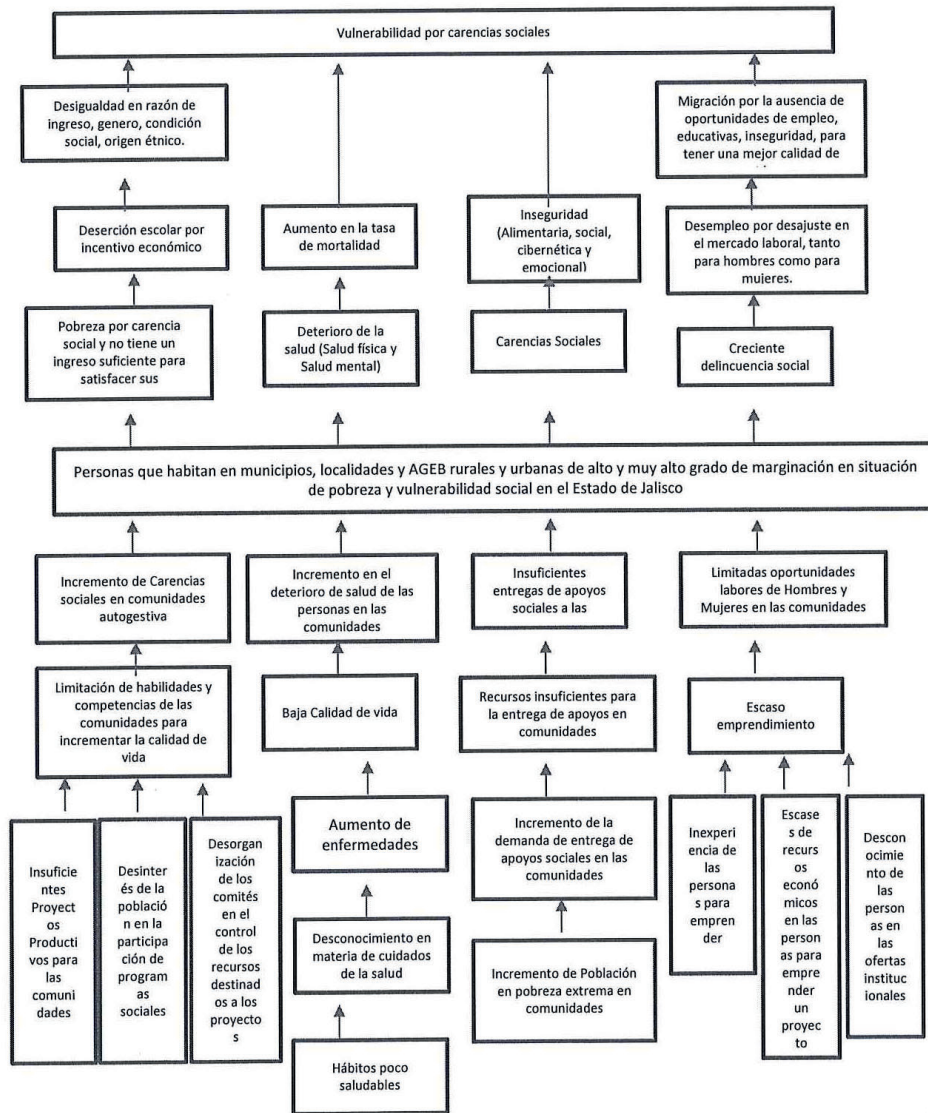 Vulnerabilidad por carencias sociales
Desigualdad en razón de
ingreso, genero, condición
social, origen étnico.
Migración por la ausencia de
oportunidades de empleo,
educativas, inseguridad, para
tener una mejor calidad de
Deserción escolar por
incentivo económico
Aumento en la tasa
de mortalidad
Inseguridad
(Alimentaria, social,
cibernética y
emocional)
Desempleo por desajuste en
el mercado laboral, tanto
para hombres como para
mujeres.
Pobreza por carencia
social y no tiene un
ingreso suficiente para
satisfacer sus
Deterioro de la
salud (Salud física y
Salud mental)
Carencias Sociales
Creciente
delincuencia social
Personas que habitan en municipios, localidades y AGEB rurales y urbanas de alto y muy alto grado de marginación en situación
de pobreza y vulnerabilidad social en el Estado de Jalisco
Incremento de Carencias
sociales en comunidades
autogestiva
Incremento en el
deterioro de salud de las
personas en las
comunidades
Insuficientes
entregas de apoyos
sociales a las
Limitadas oportunidades
labores de Hombres y
Mujeres en las comunidades
Limitación de habilidades y
competencias de las
comunidades para
incrementar la calidad de
vida
Baja Calidad de vida
Recursos insuficientes para
la entrega de apoyos en
comunidades
Escaso
emprendimiento
Insuficie
ntes
Proyect
os
Producti
vos para
las
comuni
dades
Desinter
és de la
població
n en la
participa
ción de
program
as
sociales
Desorga
nización
de los
comités
en el
control
de los
recursos
destinad
os a los
proyecto
s
Aumento de
enfermedades
Desconocimiento en
materia de cuidados
de la salud
Hábitos poco
saludables
Incremento de la
demanda de entrega de
apoyos sociales en las
comunidades
Incremento de Población
en pobreza extrema en
comunidades
Inexper
iencia de
las
persona
s para
empren
der
Escase
s de
recurs
os
econó
micos
en las
perso
nas
para
empre
nder
un
proyec
to
Descon
ocimie
nto de
las
person
as en
las
ofertas
instituc
ionales